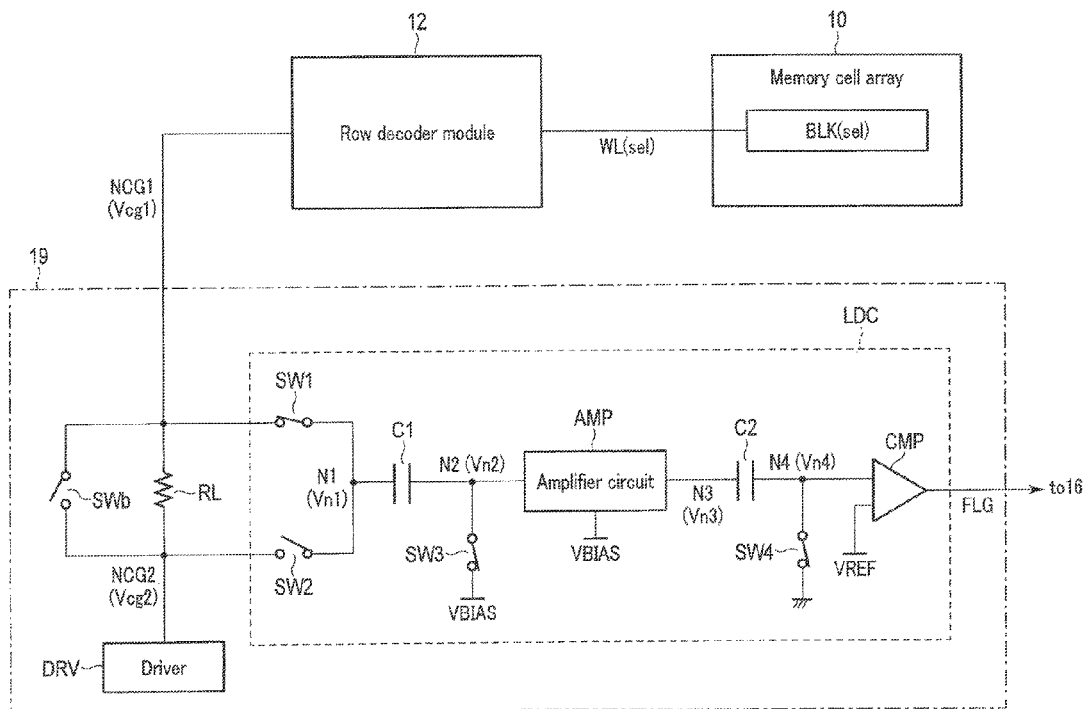 12
10
Row decoder module
Memory cell array
BLK(sel)
WL(sel)
NCG1
(Vcg1)
19
LDC
SW1
C1
AMP
C2
CMP
N1
(Vn1)
N2 (Vn2)
Amplifier circuit
N3
(Vn3)
N4 (Vn4)
FLG
to16
SWb
RL
SW2
SW3
VBIAS
VBIAS
SW4
VREF
NCG2
(Vcg2)
DRV
Driver